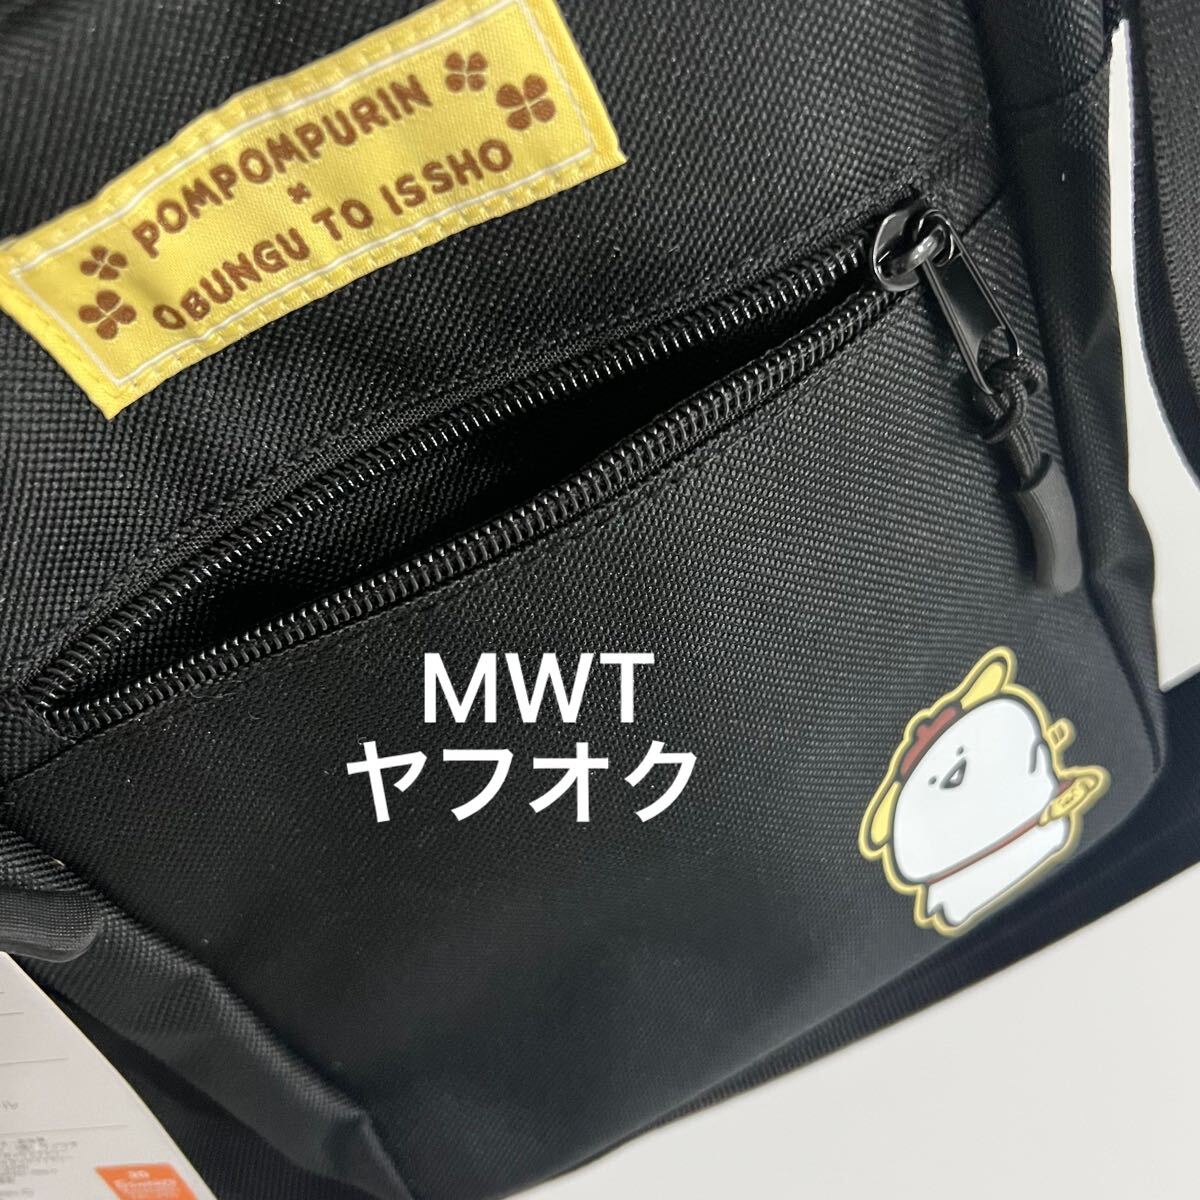 POMPOMPURIN
×
OBUNGU TO ISSHO
MWT
ヤフオク